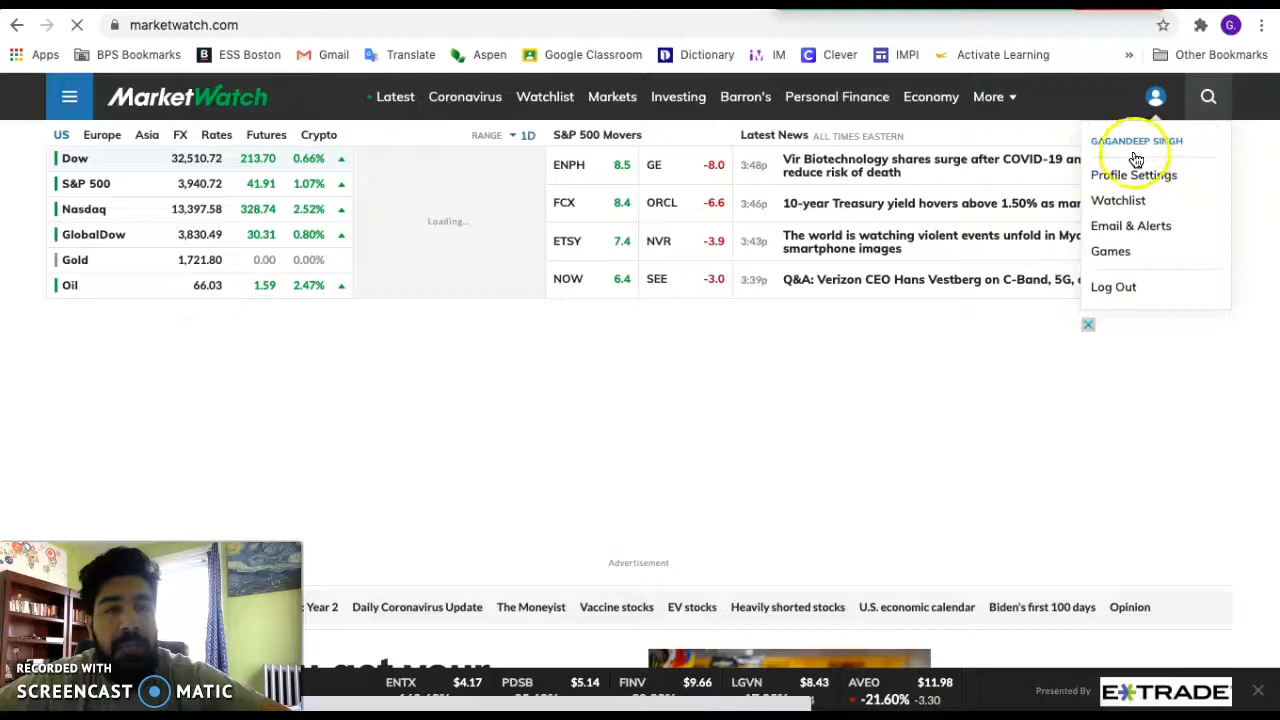 marketwatch.com
G.
Apps BPS Bookmarks ESS Boston Gmail Translate Aspen Google Classroom Dictionary IM Clever IMPI Activate Learning » Other Bookmarks
MarketWatch Latest Coronavirus Watchlist Markets Investing Barron's Personal Finance Economy More
US Europe Asia FX Rates Futures Crypto RANGE 1D S&P 500 Movers Latest News ALL TIMES EASTERN
GAGANDEEP SINGH
Profile Settings
Watchlist
Email & Alerts
Games
Log Out
Dow 32,510.72 213.70 0.66%
S&P 500 3,940.72 41.91 1.07%
Nasdaq 13,397.58 328.74 2.52%
GlobalDow 3,830.49 30.31 0.80%
Gold 1,721.80 0.00 0.00%
Oil 66.03 1.59 2.47%
Loading...
ENPH 8.5 GE -8.0
FCX 8.4 ORCL -6.6
ETSY 7.4 NVR -3.9
NOW 6.4 SEE -3.0
3:48p Vir Biotechnology shares surge after COVID-19 an
reduce risk of death
3:46p 10-year Treasury yield hovers above 1.50% as mar
3:43p The world is watching violent events unfold in Mya
smartphone images
3:39p Q&A: Verizon CEO Hans Vestberg on C-Band, 5G,
Advertisement
: Year 2 Daily Coronavirus Update The Moneyist Vaccine stocks EV stocks Heavily shorted stocks U.S. economic calendar Biden's first 100 days Opinion
ENTX $4.17 PDSB $5.14 FINV $9.66 LGVN $8.43 AVEO $11.98
-21.60% -3.30
Presented By E*TRADE
RECORDED WITH
SCREENCAST MATIC